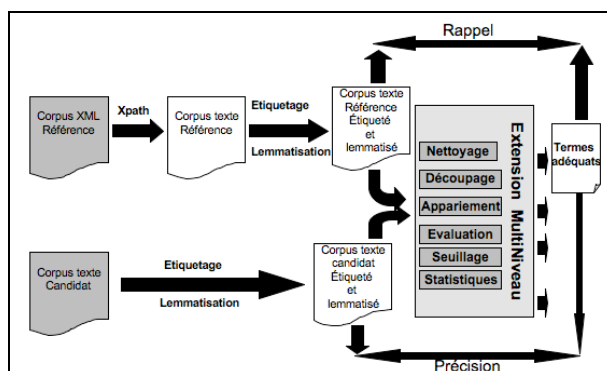 Rappel
Corpus XML
Référence
Xpath
Corpus texte
Référence
Etiquetage
Lemmatisation
Corpus texte
Référence
Étiqueté
et
lemmatisé
Nettoyage
Découpage
Appariement
Evaluation
Seuillage
Statistiques
Extension MultiNiveau
Termes
adéquats
Corpus texte
Candidat
Etiquetage
Lemmatisation
Corpus texte
candidat
Étiqueté
et
lemmatisé
Précision